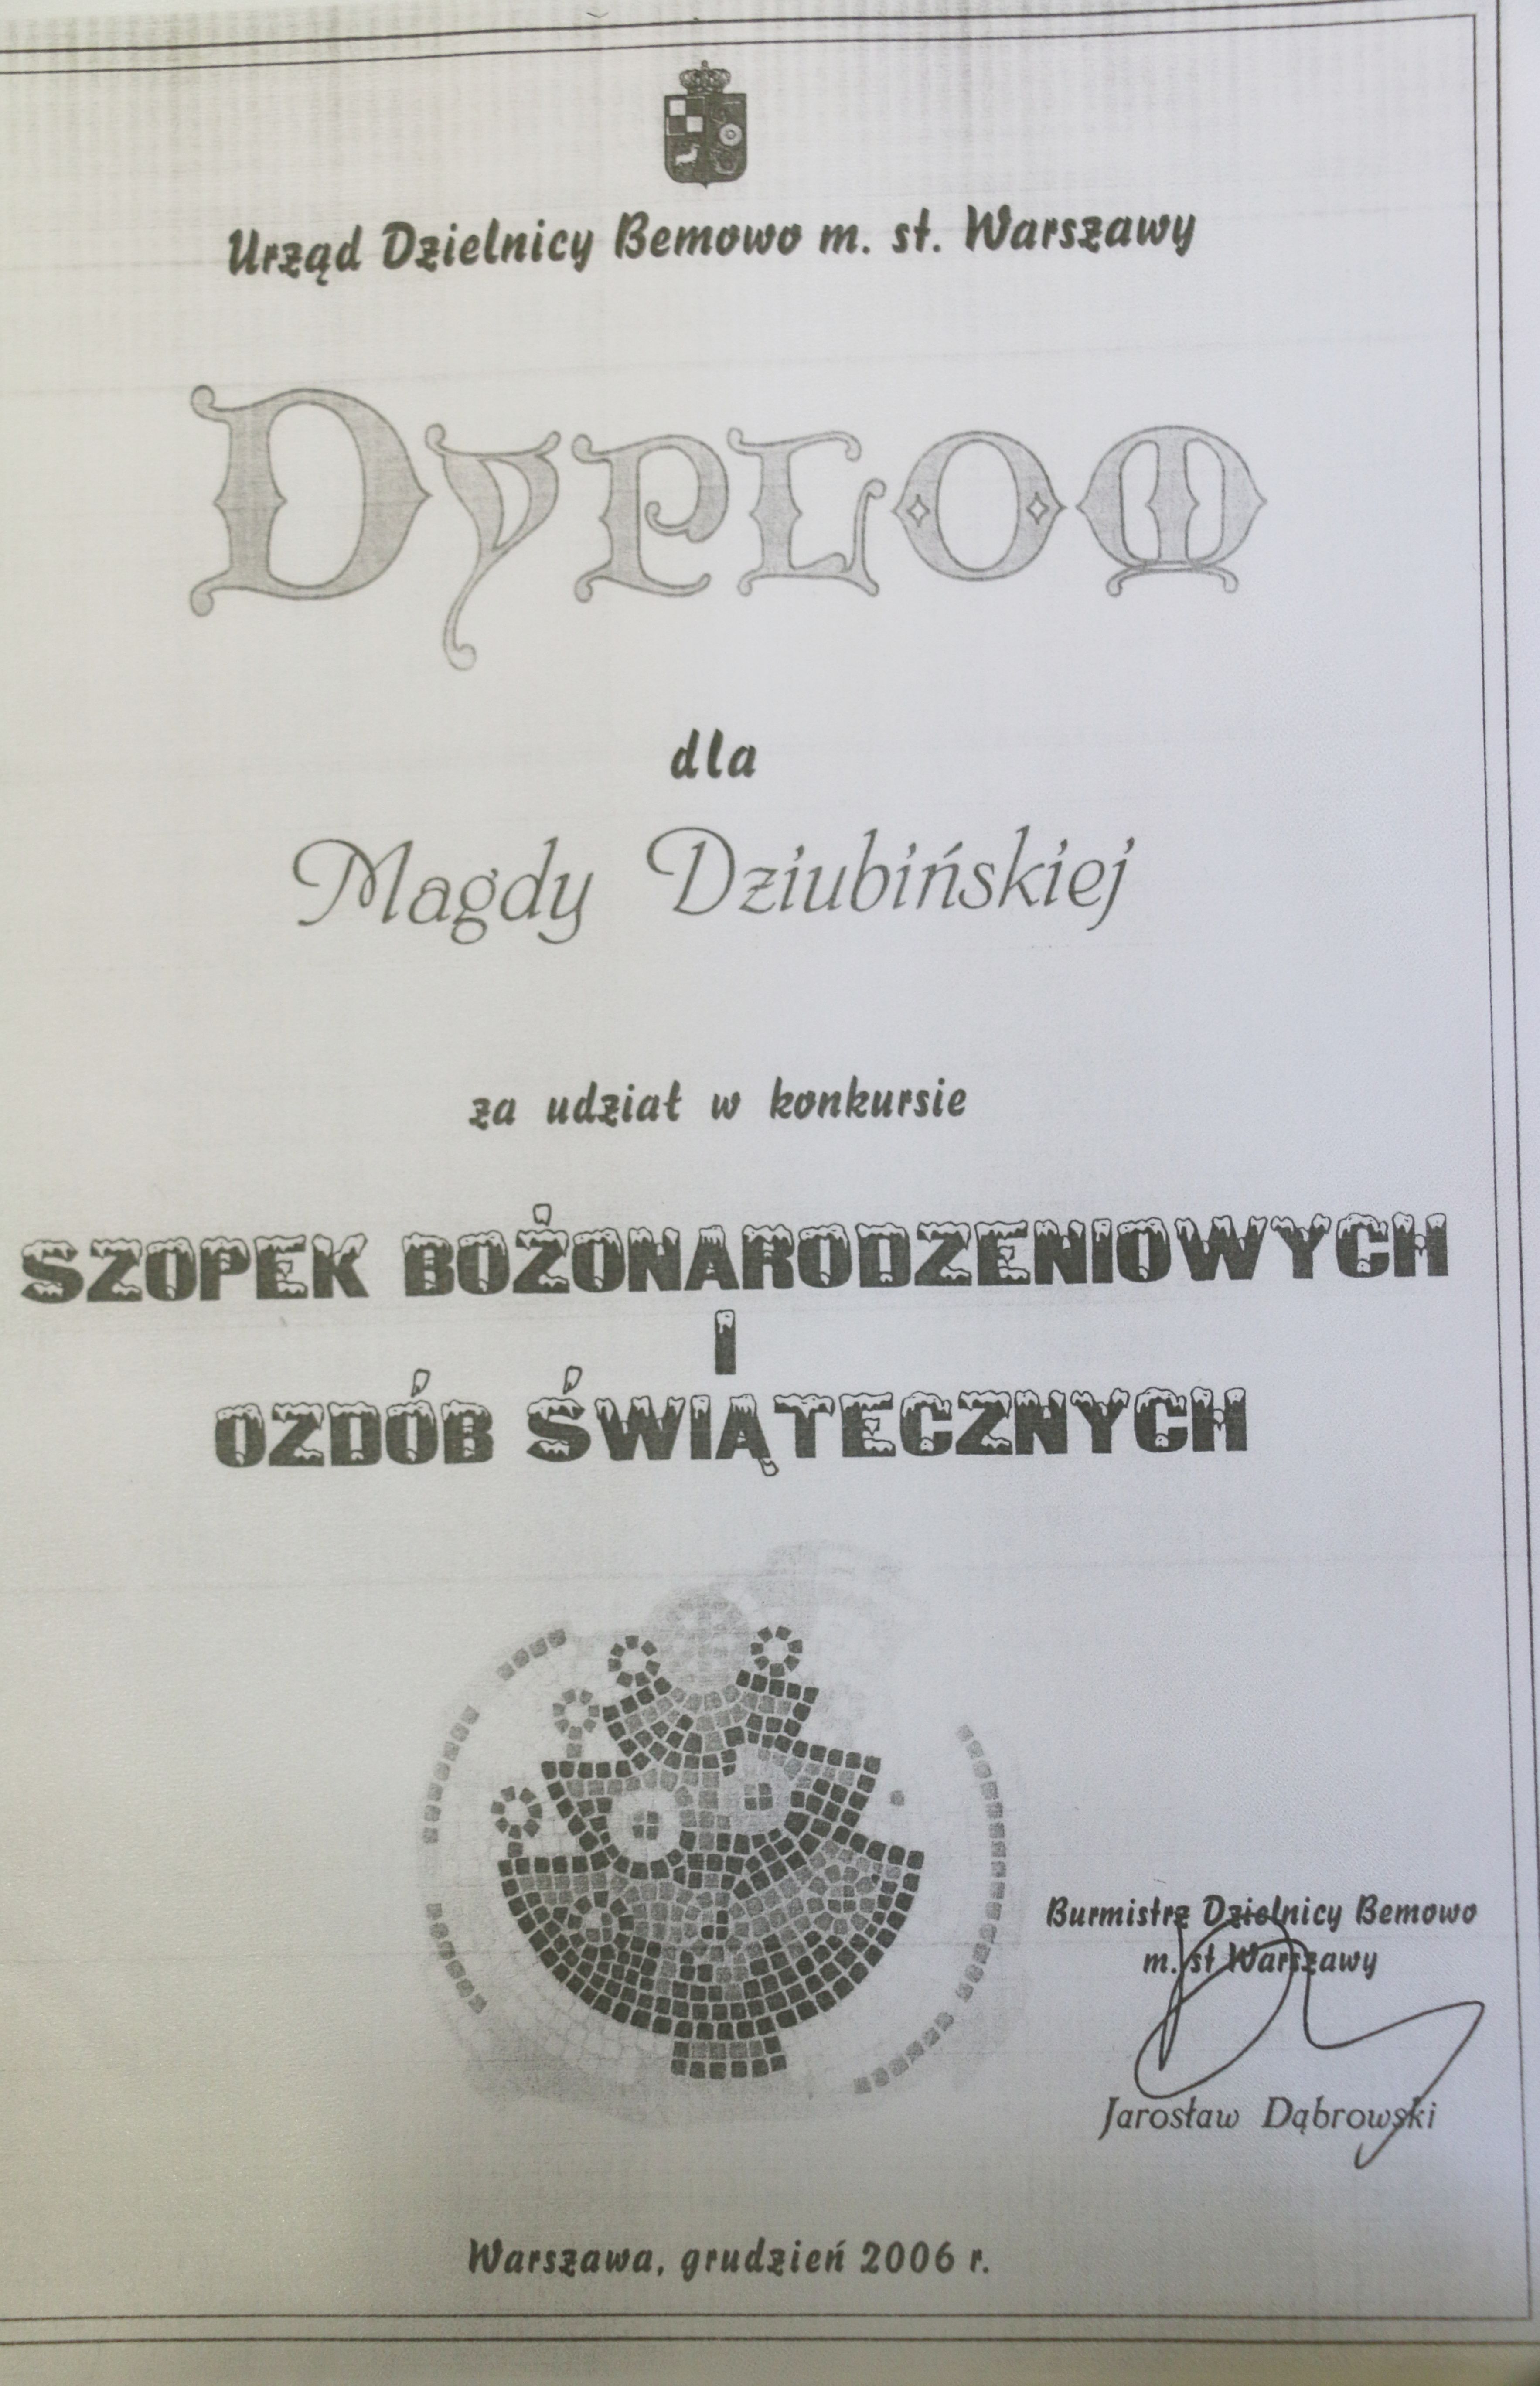 Urząd Dzielnicy Bemowo m. st. Warszawy
DYPLOM
dla
Magdy Dziubińskiej
za udział w konkursie
SZOPEK BOŻONARODZENIOWYCH
I
OZDÓB ŚWIĄTECZNYCH
Burmistrz Dzielnicy Bemowo
m. st Warszawy
Jarosław Dąbrowski
Warszawa, grudzień 2006 r.